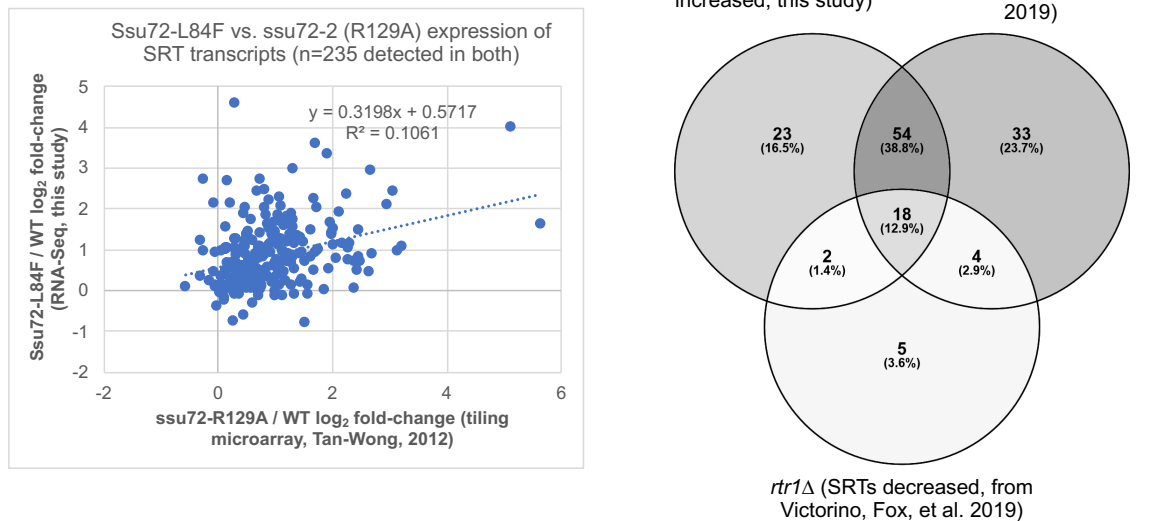 Ssu72-L84F vs. ssu72-2 (R129A) expression of
SRT transcripts (n=235 detected in both)
Ssu72-L84F / WT log2 fold-change
(RNA-Seq, this study)
5
4
3
2
1
0
-1
-2
y = 0.3198x + 0.5717
R² = 0.1061
-2
0
2
4
6
ssu72-R129A / WT log2 fold-change (tiling
microarray, Tan-Wong, 2012)
increased, this study)
2019)
23
(16.5%)
54
(38.8%)
33
(23.7%)
18
(12.9%)
2
(1.4%)
4
(2.9%)
5
(3.6%)
rtr1Δ (SRTs decreased, from
Victorino, Fox, et al. 2019)